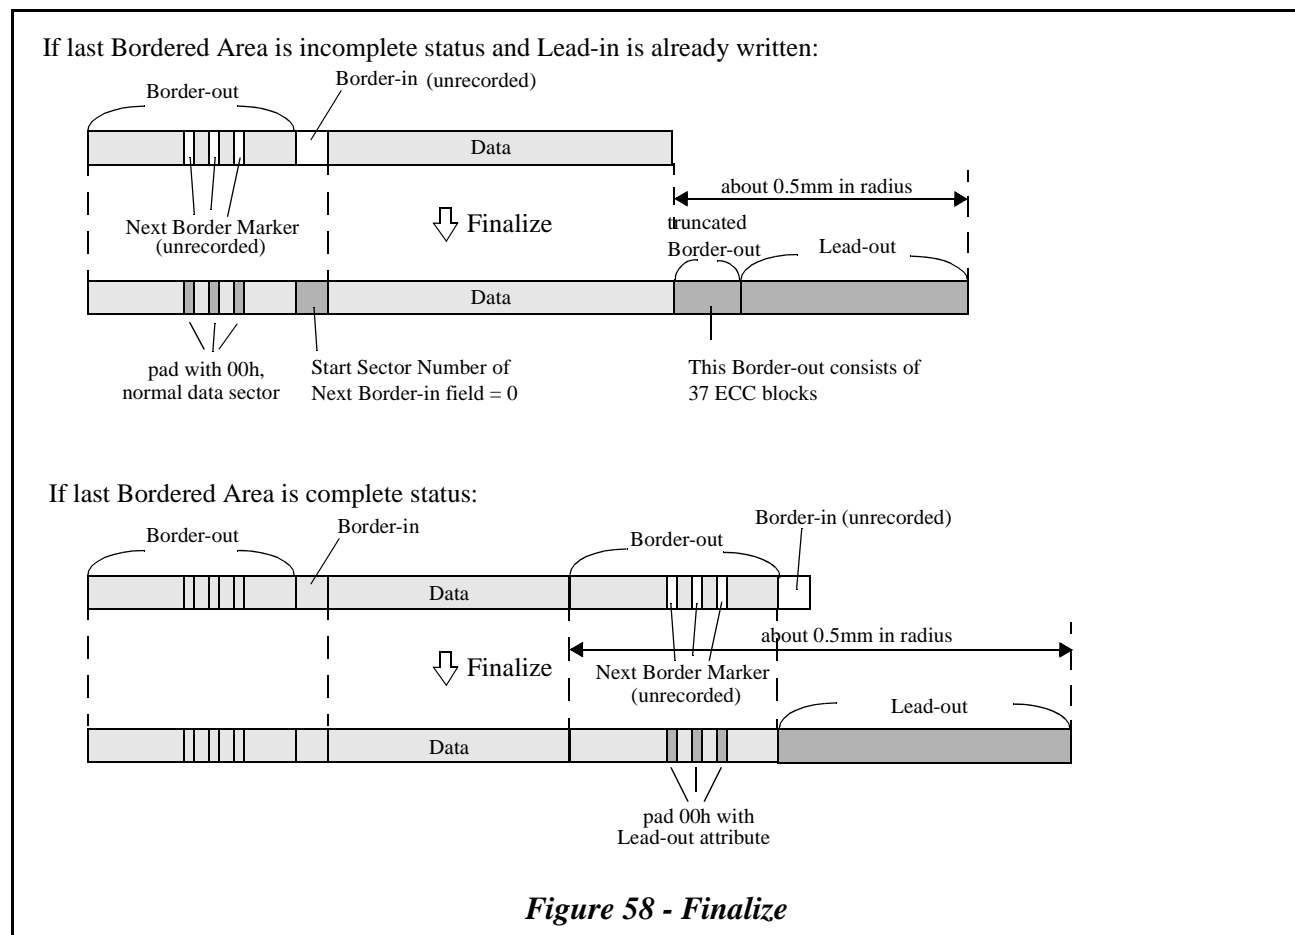 If last Bordered Area is incomplete status and Lead-in is already written:
Border-in (unrecorded)
Border-out
Data
about 0.5mm in radius
Next Border Marker
(unrecorded)
Finalize
truncated
Border-out
Lead-out
Data
pad with 00h,
normal data sector
Start Sector Number of
Next Border-in field = 0
This Border-out consists of
37 ECC blocks
If last Bordered Area is complete status:
Border-out
Border-in
Border-out
Border-in (unrecorded)
Data
about 0.5mm in radius
Finalize
Next Border Marker
(unrecorded)
Lead-out
Data
pad 00h with
Lead-out attribute
Figure 58 - Finalize